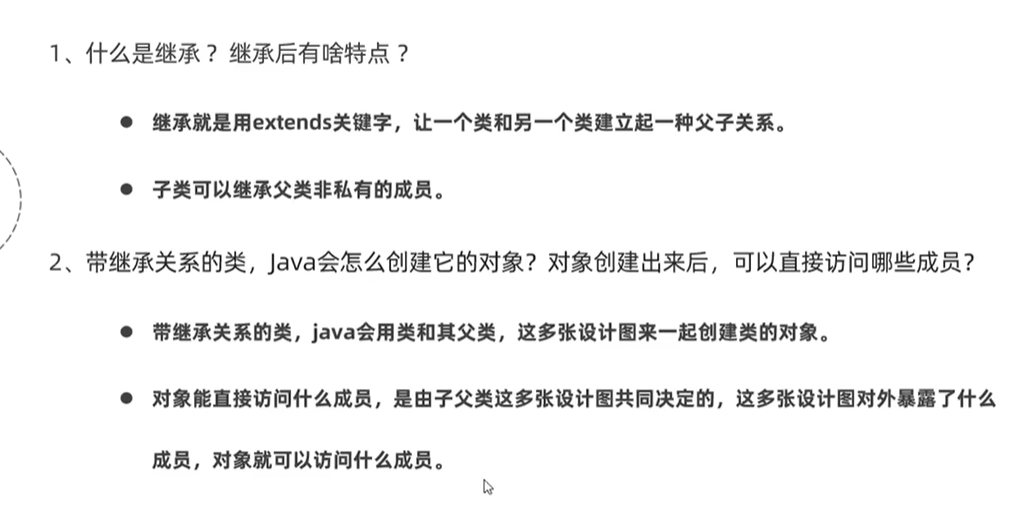 1、什么是继承？继承后有啥特点？
● 继承就是用extends关键字，让一个类和另一个类建立起一种父子关系。
● 子类可以继承父类非私有的成员。
2、带继承关系的类，Java会怎么创建它的对象？对象创建出来后，可以直接访问哪些成员？
● 带继承关系的类，java会用类和其父类，这多张设计图来一起创建类的对象。
● 对象能直接访问什么成员，是由子父类这多张设计图共同决定的，这多张设计图对外暴露了什么
成员，对象就可以访问什么成员。